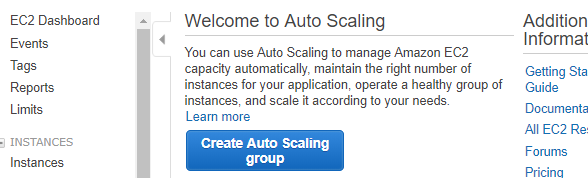 EC2 Dashboard
Events
Tags
Reports
Limits
INSTANCES
Instances
Welcome to Auto Scaling
You can use Auto Scaling to manage Amazon EC2
capacity automatically, maintain the right number of
instances for your application, operate a healthy group of
instances, and scale it according to your needs.
Learn more
Create Auto Scaling
group
Addition
Informat
Getting Sta
Guide
Documenta
All EC2 Re
Forums
Pricing